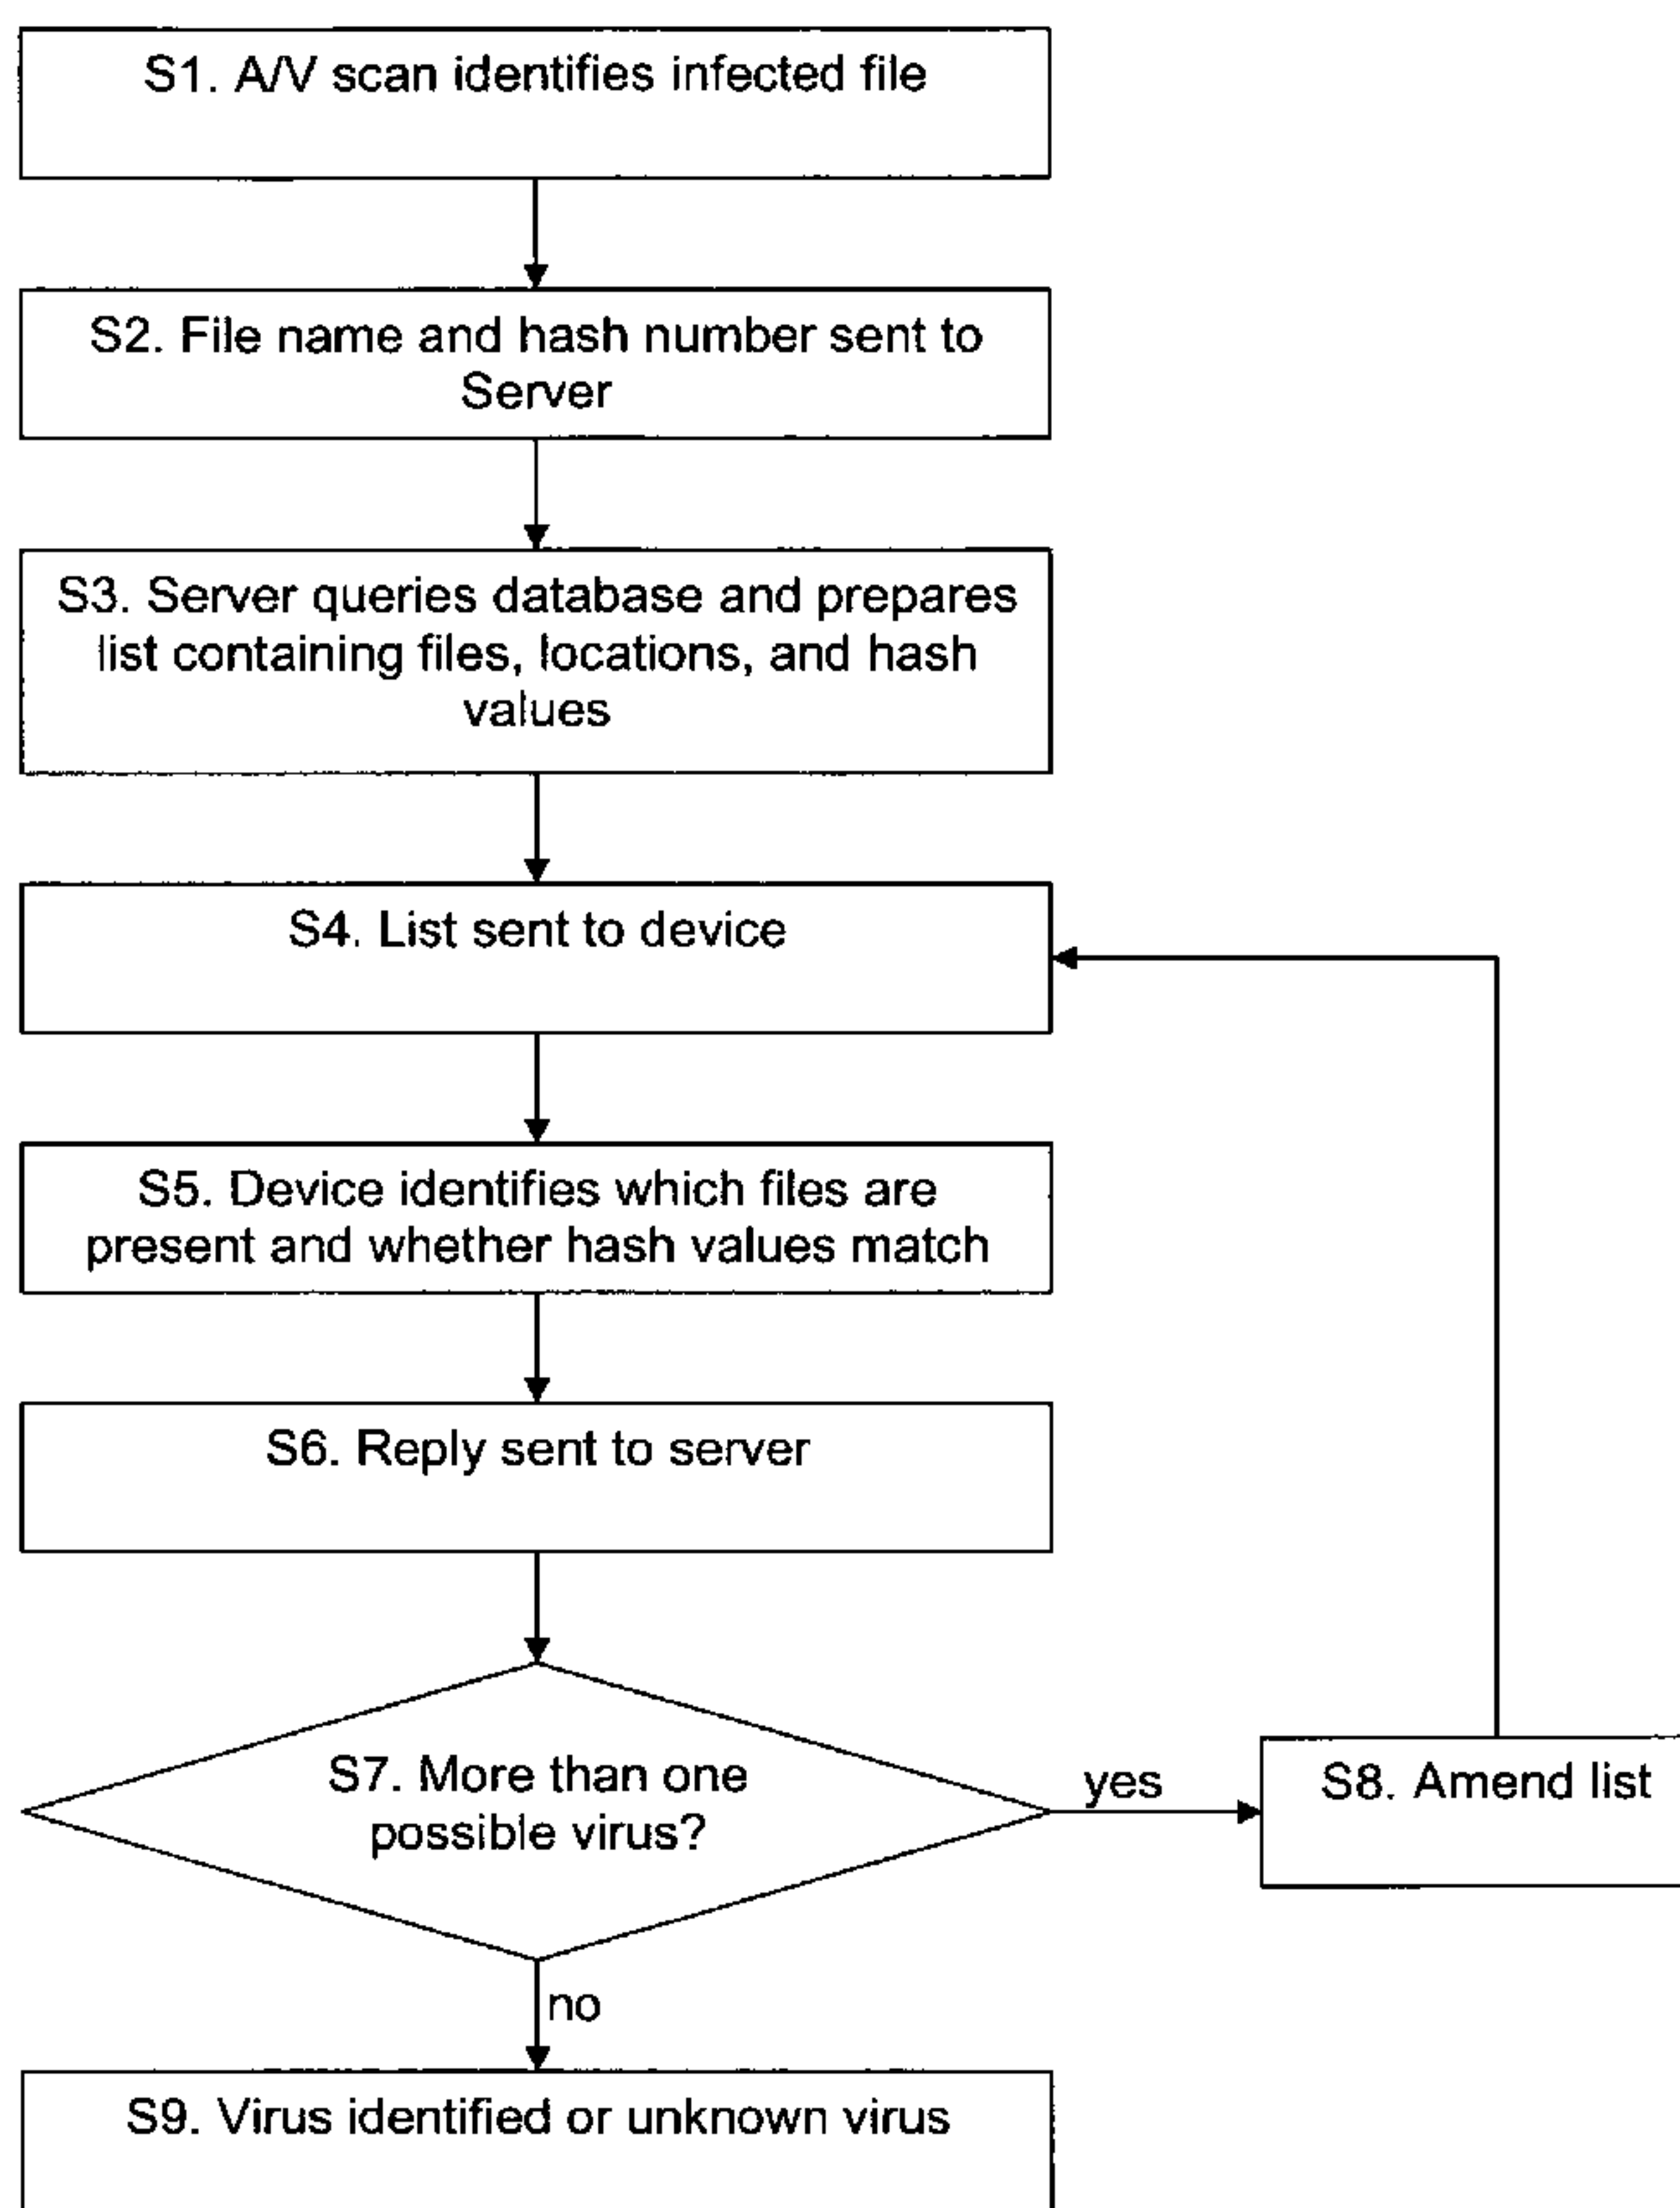 S1. A/V scan identifies infected file
S2. File name and hash number sent to
Server
S3. Server queries database and prepares
list containing files, locations, and hash
values
S4. List sent to device
S5. Device identifies which files are
present and whether hash values match
S6. Reply sent to server
S7. More than one
possible virus?
yes
S8. Amend list
no
S9. Virus identified or unknown virus